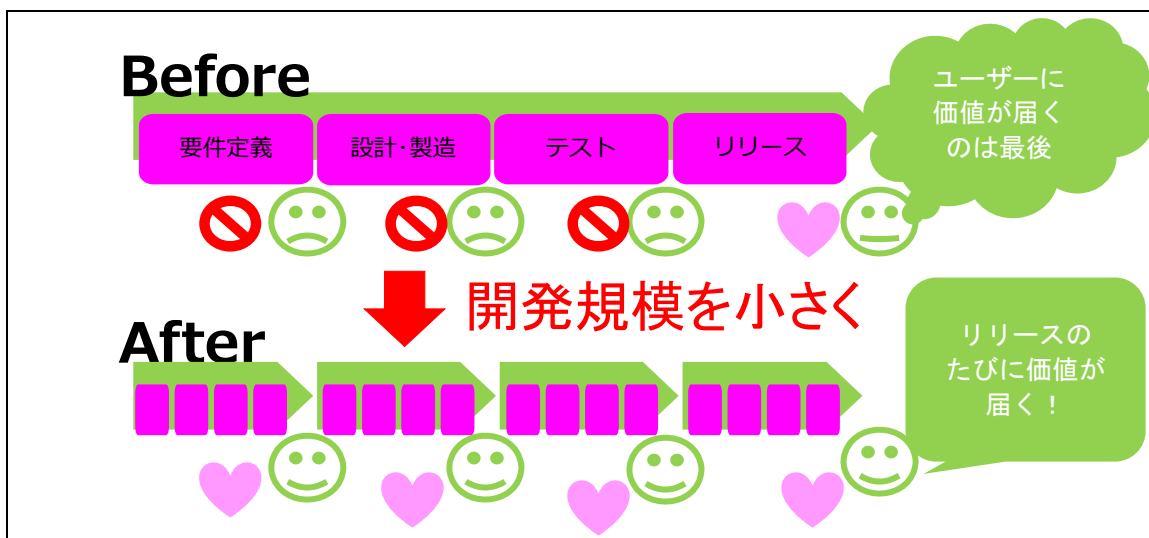 Before
ユーザーに
価値が届く
のは最後
要件定義
設計・製造
テスト
リリース
開発規模を小さく
After
リリースの
たびに価値が
届く！